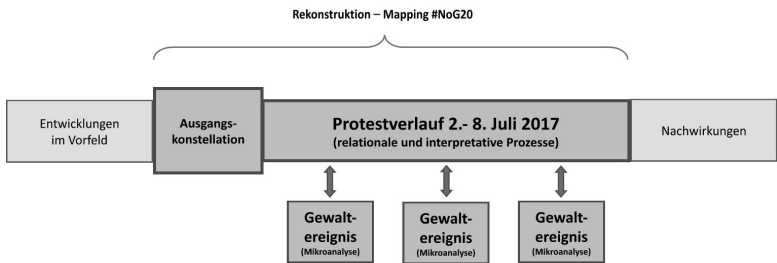 Rekonstruktion – Mapping #NoG20
Entwicklungen
im Vorfeld
Ausgangs-
konstellation
Protestverlauf 2.- 8. Juli 2017
(relationale und interpretative Prozesse)
Nachwirkungen
Gewalt-
ereignis
(Mikroanalyse)
Gewalt-
ereignis
(Mikroanalyse)
Gewalt-
ereignis
(Mikroanalyse)